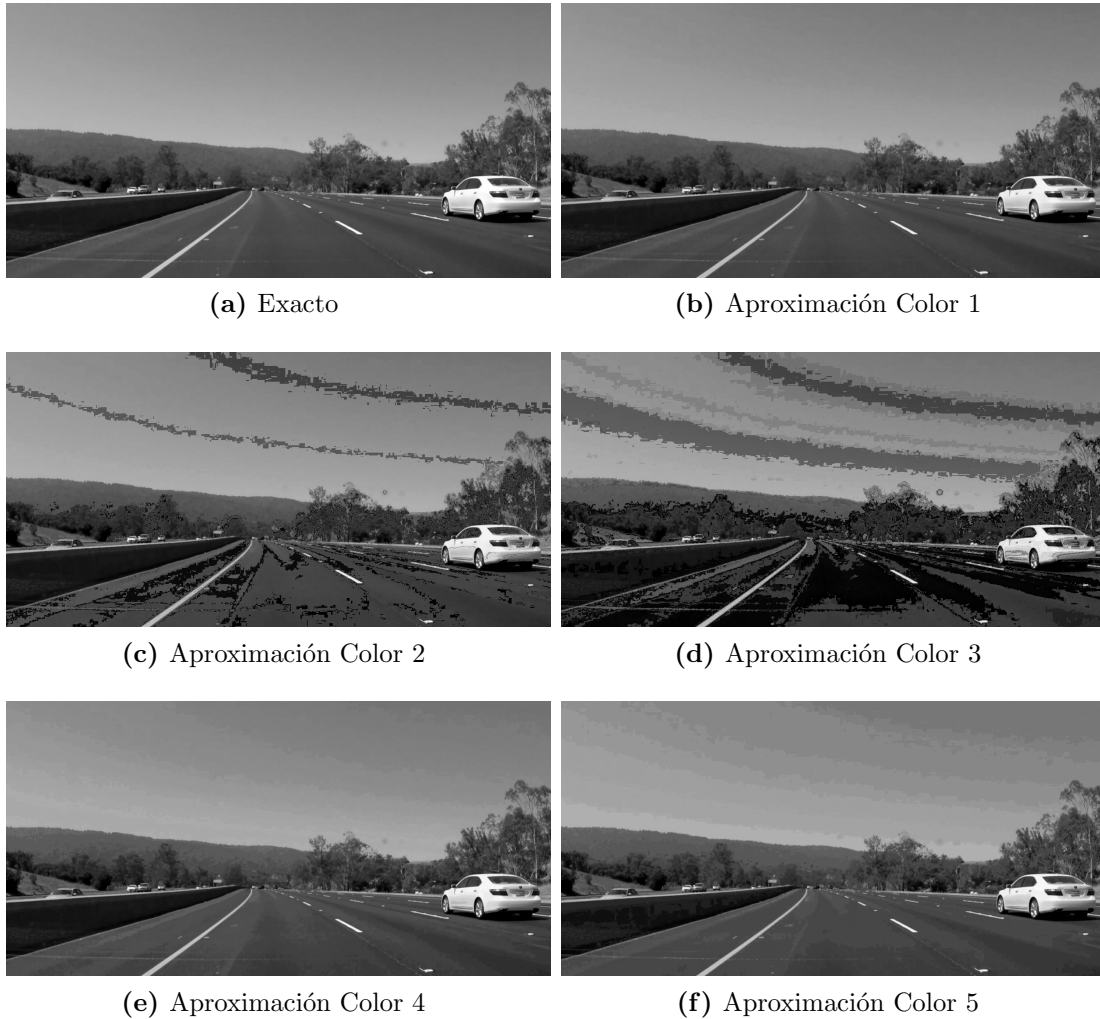 (a) Exacto
(b) Aproximación Color 1
(c) Aproximación Color 2
(d) Aproximación Color 3
(e) Aproximación Color 4
(f) Aproximación Color 5